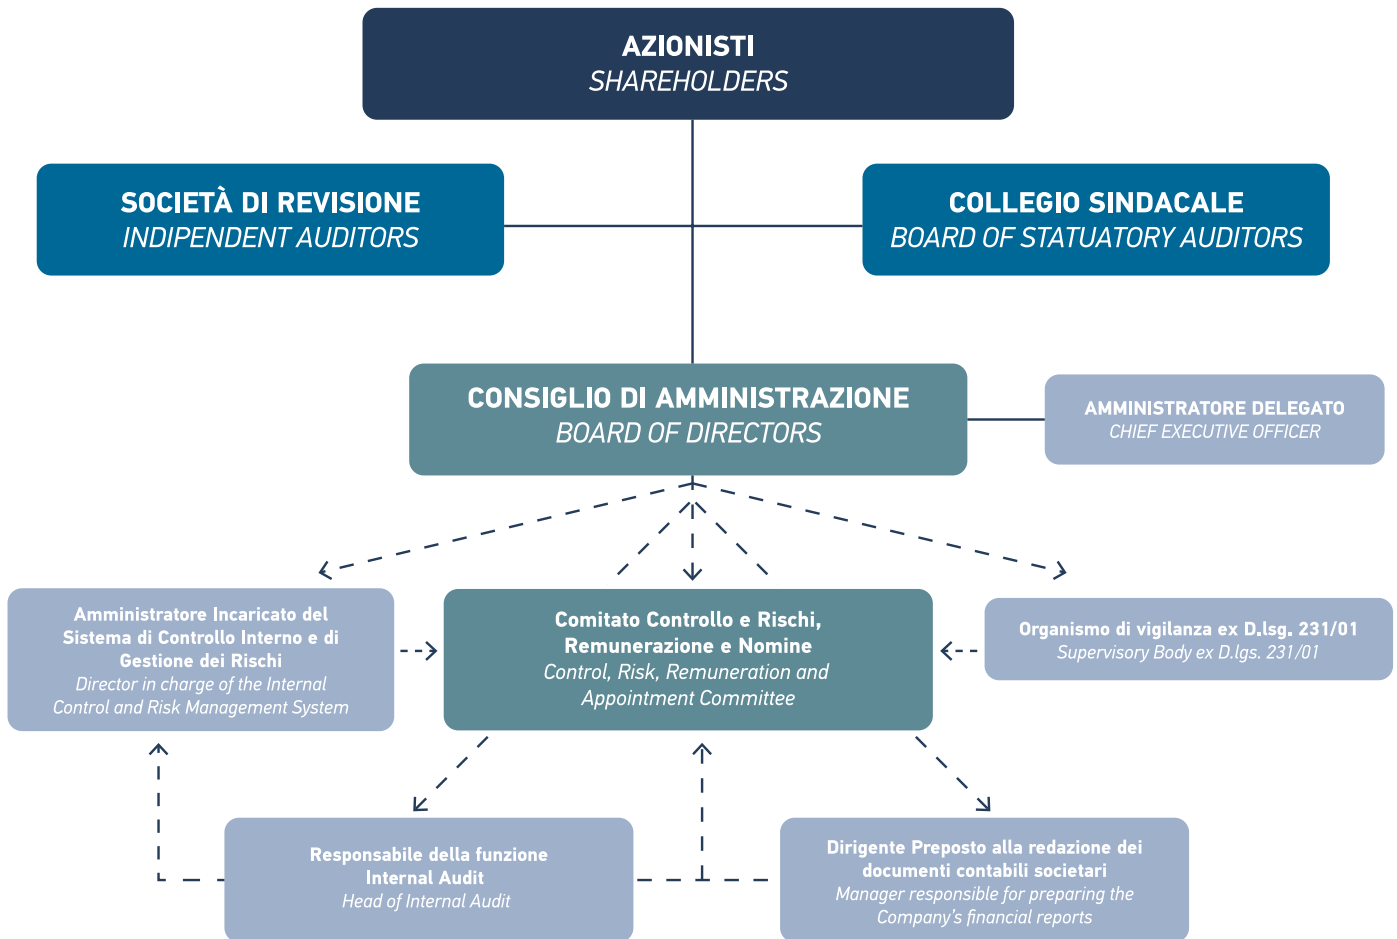 AZIONISTI
SHAREHOLDERS
SOCIETÀ DI REVISIONE
INDIPENDENT AUDITORS
COLLEGIO SINDACALE
BOARD OF STATUATORY AUDITORS
CONSIGLIO DI AMMINISTRAZIONE
BOARD OF DIRECTORS
AMMINISTRATORE DELEGATO
CHIEF EXECUTIVE OFFICER
Amministratore Incaricato del
Sistema di Controllo Interno e di
Gestione dei Rischi
Director in charge of the Internal
Control and Risk Management System
Comitato Controllo e Rischi,
Remunerazione e Nomine
Control, Risk, Remuneration and
Appointment Committee
Organismo di vigilanza ex D.lsg. 231/01
Supervisory Body ex D.lgs. 231/01
Responsabile della funzione
Internal Audit
Head of Internal Audit
Dirigente Preposto alla redazione dei
documenti contabili societari
Manager responsible for preparing the
Company's financial reports